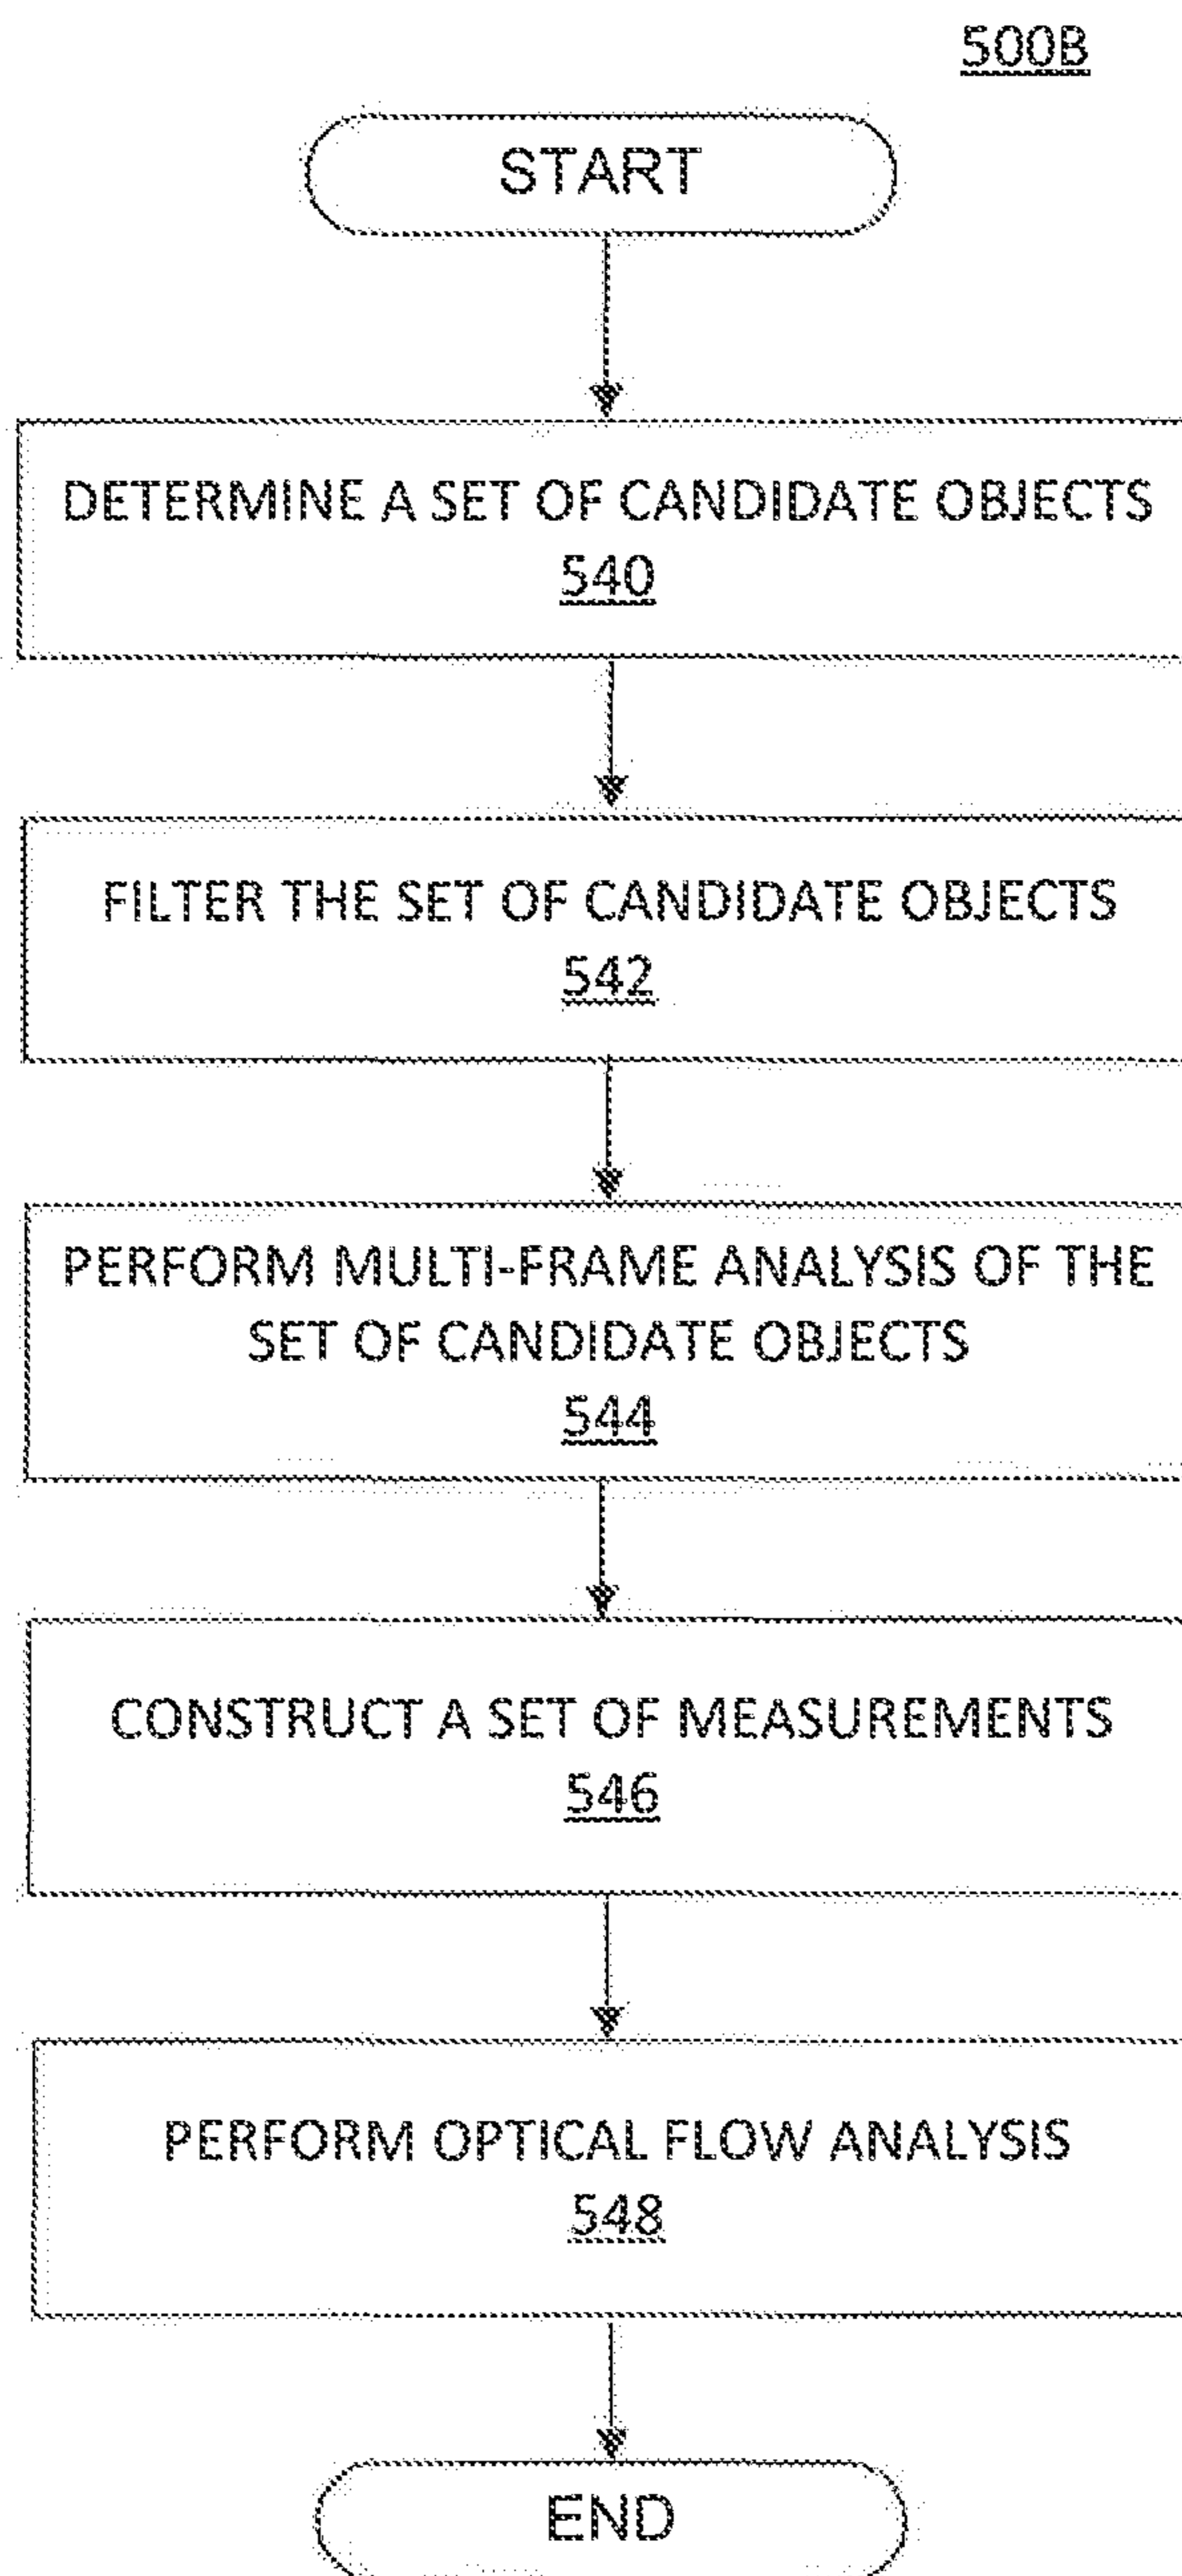 500B
START
DETERMINE A SET OF CANDIDATE OBJECTS
540
FILTER THE SET OF CANDIDATE OBJECTS
542
PERFORM MULTI-FRAME ANALYSIS OF THE
SET OF CANDIDATE OBJECTS
544
CONSTRUCT A SET OF MEASUREMENTS
546
PERFORM OPTICAL FLOW ANALYSIS
548
END